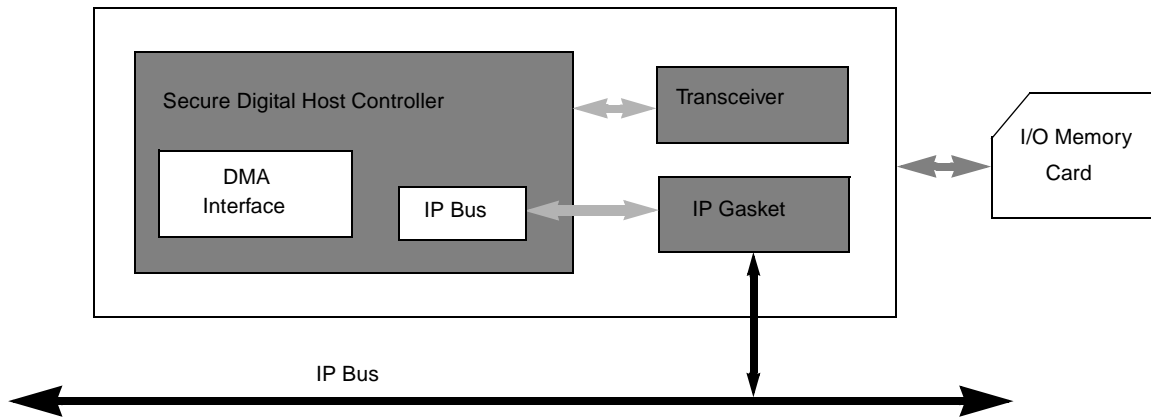 Secure Digital Host Controller
Transceiver
I/O Memory
Card
DMA
Interface
IP Bus
IP Gasket
IP Bus